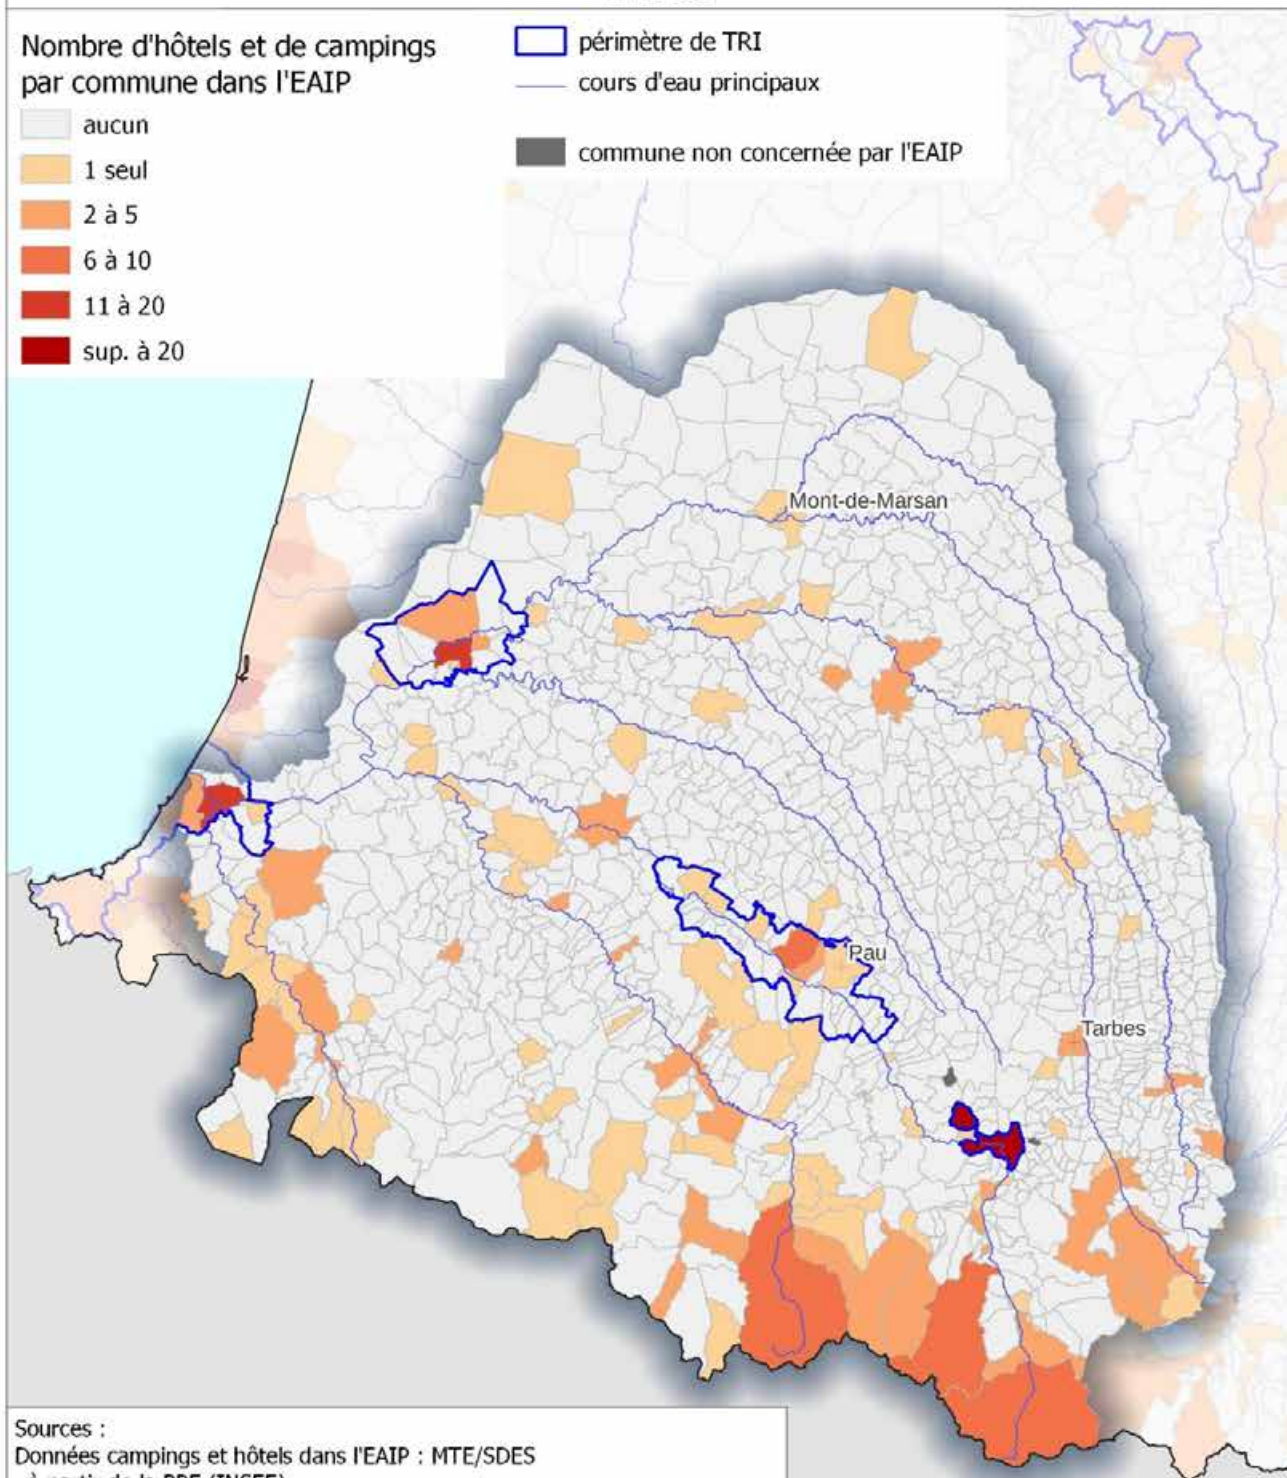 Nombre d'hôtels et de campings
par commune dans l'EAIP
aucun
1 seul
2 à 5
6 à 10
11 à 20
sup. à 20
périmètre de TRI
cours d'eau principaux
commune non concernée par l'EAIP
Mont-de-Marsan
Pau
Tarbes
Sources :
Données campings et hôtels dans l'EAIP : MTE/SDES